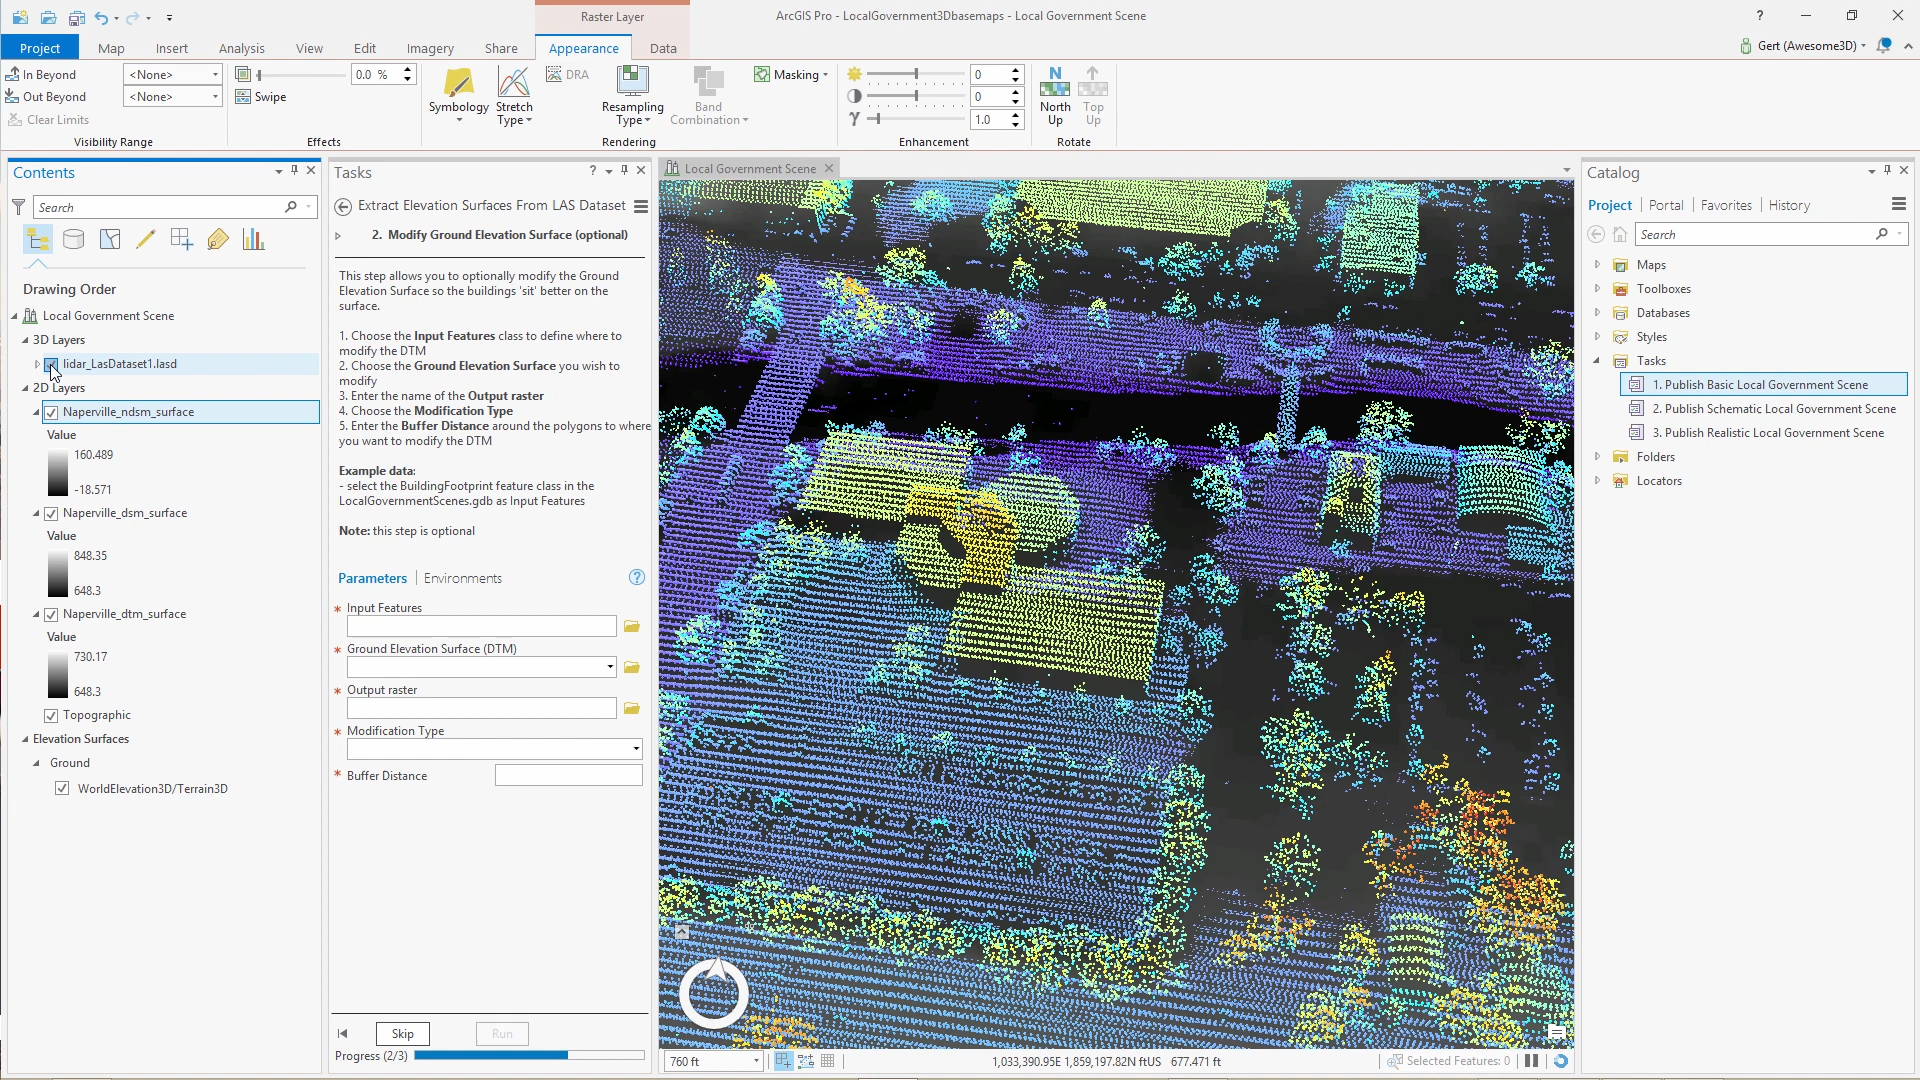 Raster Layer
ArcGIS Pro - LocalGovernment3Dbasemaps - Local Government Scene
?
Project
Map
Insert
Analysis
View
Edit
Imagery
Share
Appearance
Data
Gert (Awesome3D)
In Beyond
<None>
Out Beyond
<None>
Clear Limits
Visibility Range
0.0 %
Swipe
Effects
Symbology
Stretch
Type
DRA
Resampling
Type
Band
Combination
Masking
Rendering
0
0
1.0
Enhancement
North
Up
Top
Up
Rotate
Contents
Search
Drawing Order
Local Government Scene
3D Layers
lidar_LasDataset1.lasd
2D Layers
Naperville_ndsm_surface
Value
160.489
-18.571
Naperville_dsm_surface
Value
848.35
648.3
Naperville_dtm_surface
Value
730.17
648.3
Topographic
Elevation Surfaces
Ground
WorldElevation3D/Terrain3D
Tasks
?
Extract Elevation Surfaces From LAS Dataset
2. Modify Ground Elevation Surface (optional)
This step allows you to optionally modify the Ground
Elevation Surface so the buildings 'sit' better on the
surface.
1. Choose the Input Features class to define where to
modify the DTM
2. Choose the Ground Elevation Surface you wish to
modify
3. Enter the name of the Output raster
4. Choose the Modification Type
5. Enter the Buffer Distance around the polygons to where
you want to modify the DTM
Example data:
- select the BuildingFootprint feature class in the
LocalGovernmentScenes.gdb as Input Features
Note: this step is optional
Parameters
Environments
?
* Input Features
* Ground Elevation Surface (DTM)
* Output raster
* Modification Type
* Buffer Distance
Skip
Run
Progress (2/3)
Local Government Scene
760 ft
1,033,390.95E 1,859,197.82N ftUS 677.471 ft
Selected Features: 0
Catalog
Project
Portal
Favorites
History
Search
Maps
Toolboxes
Databases
Styles
Tasks
1. Publish Basic Local Government Scene
2. Publish Schematic Local Government Scene
3. Publish Realistic Local Government Scene
Folders
Locators